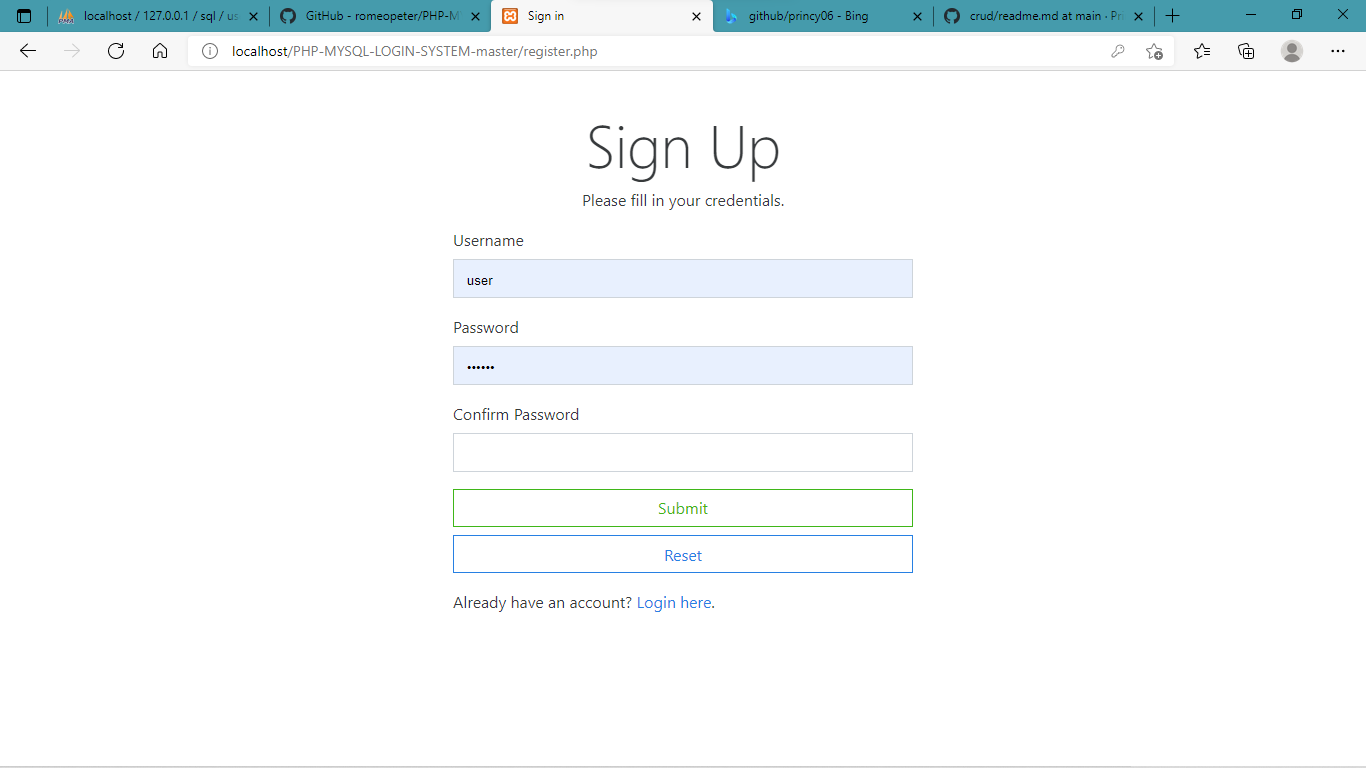 localhost / 127.0.0.1 / sql / us
GitHub - romeopeter/PHP-M
Sign in
github/princy06 - Bing
crud/readme.md at main · Pr
localhost/PHP-MYSQL-LOGIN-SYSTEM-master/register.php
Sign Up
Please fill in your credentials.
Username
user
Password
••••••
Confirm Password
Submit
Reset
Already have an account? Login here.